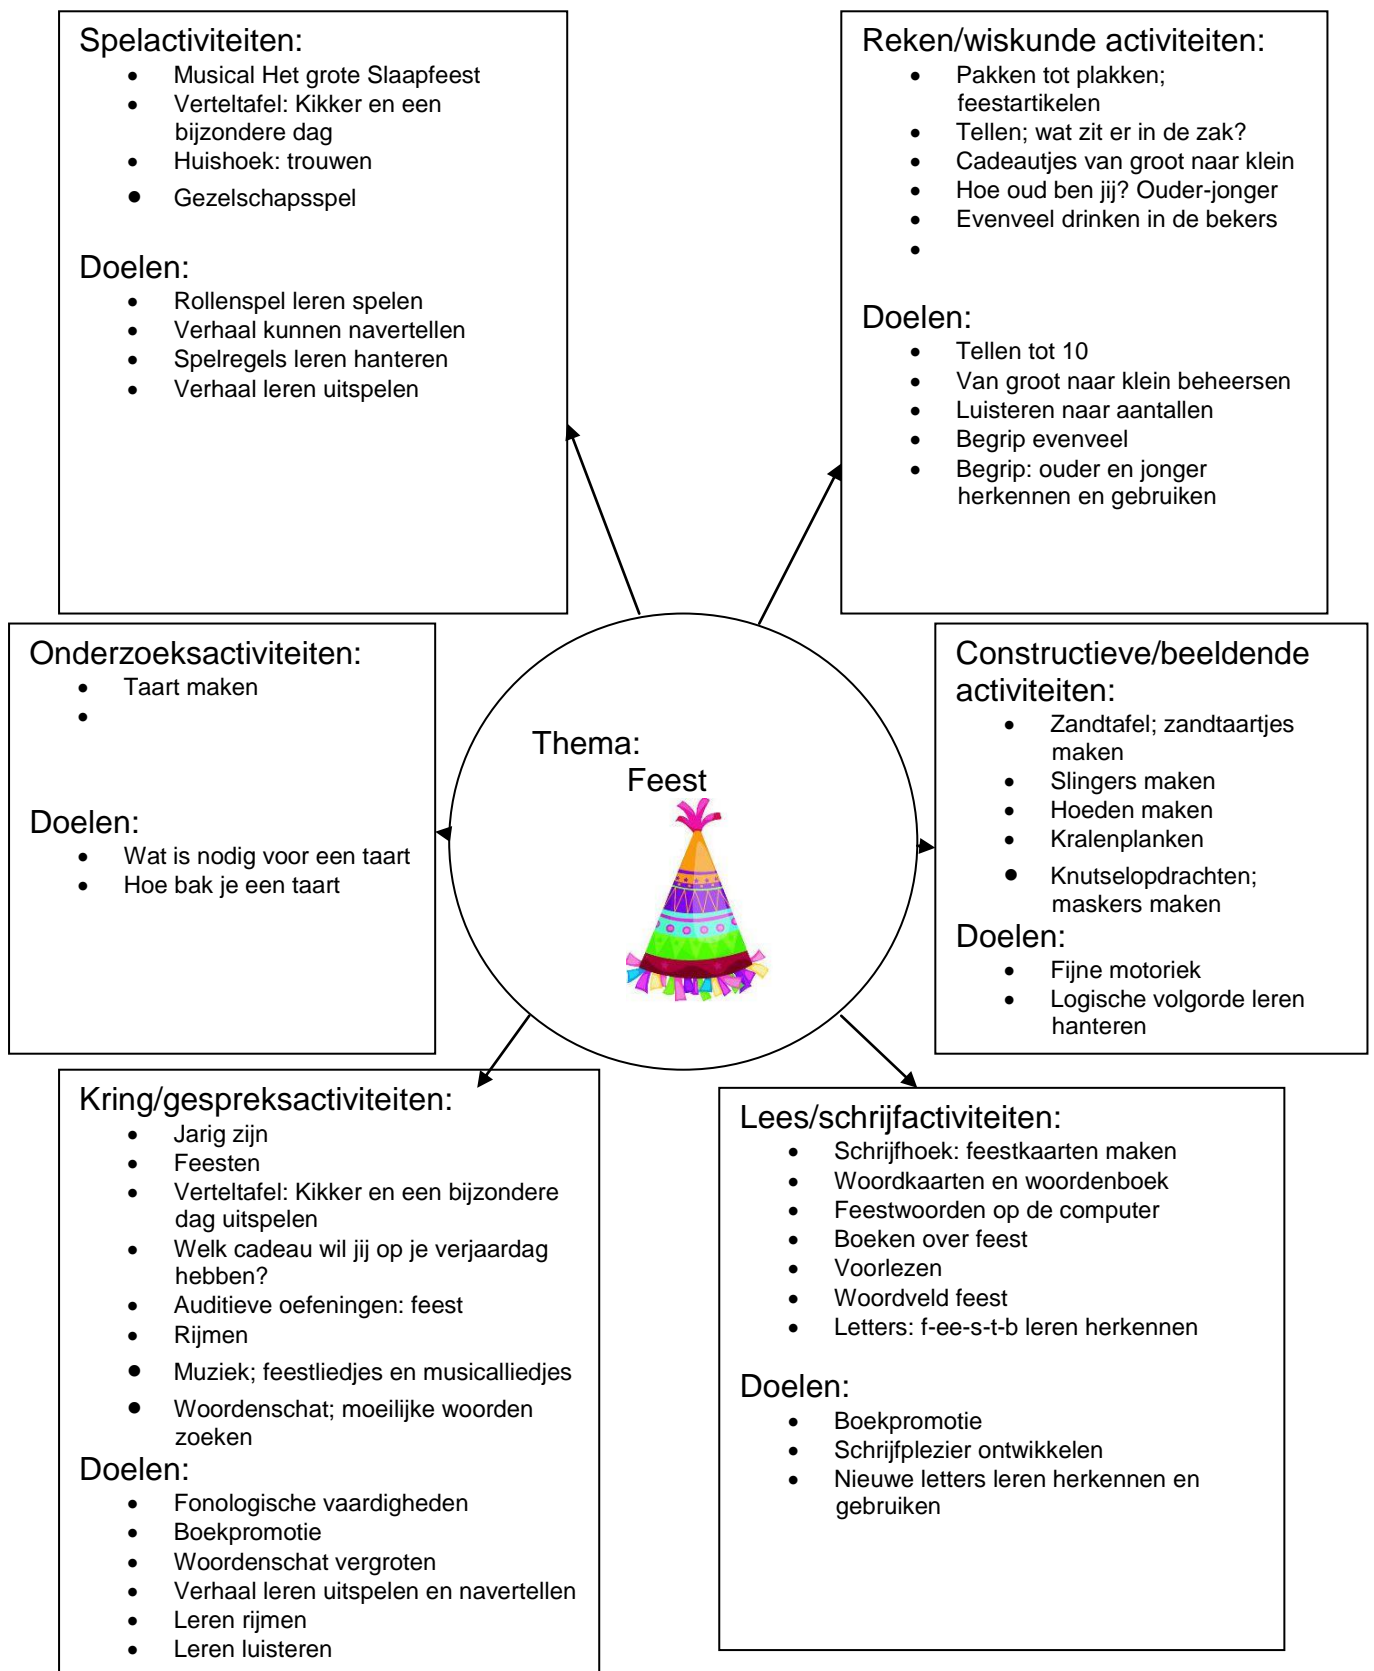 Spelactiviteiten:
• Musical Het grote Slaapfeest
• Verteltafel: Kikker en een
bijzondere dag
• Huishoek: trouwen
• Gezelschapsspel
Doelen:
• Rollenspel leren spelen
• Verhaal kunnen navertellen
• Spelregels leren hanteren
• Verhaal leren uitspelen
Reken/wiskunde activiteiten:
• Pakken tot plakken;
feestartikelen
• Tellen; wat zit er in de zak?
• Cadeautjes van groot naar klein
• Hoe oud ben jij? Ouder-jonger
• Evenveel drinken in de bekers
•
Doelen:
• Tellen tot 10
• Van groot naar klein beheersen
• Luisteren naar aantallen
• Begrip evenveel
• Begrip: ouder en jonger
herkennen en gebruiken
Onderzoeksactiviteiten:
• Taart maken
•
Doelen:
• Wat is nodig voor een taart
• Hoe bak je een taart
Thema:
Feest
Constructieve/beeldende
activiteiten:
• Zandtafel; zandtaartjes
maken
• Slingers maken
• Hoeden maken
• Kralenplanken
• Knutselopdrachten;
maskers maken
Doelen:
• Fijne motoriek
• Logische volgorde leren
hanteren
Kring/gespreksactiviteiten:
• Jarig zijn
• Feesten
• Verteltafel: Kikker en een bijzondere
dag uitspelen
• Welk cadeau wil jij op je verjaardag
hebben?
• Auditieve oefeningen: feest
• Rijmen
• Muziek; feestliedjes en musicalliedjes
• Woordenschat; moeilijke woorden
zoeken
Doelen:
• Fonologische vaardigheden
• Boekpromotie
• Woordenschat vergroten
• Verhaal leren uitspelen en navertellen
• Leren rijmen
• Leren luisteren
Lees/schrijfactiviteiten:
• Schrijfhoek: feestkaarten maken
• Woordkaarten en woordenboek
• Feestwoorden op de computer
• Boeken over feest
• Voorlezen
• Woordveld feest
• Letters: f-ee-s-t-b leren herkennen
Doelen:
• Boekpromotie
• Schrijfplezier ontwikkelen
• Nieuwe letters leren herkennen en
gebruiken